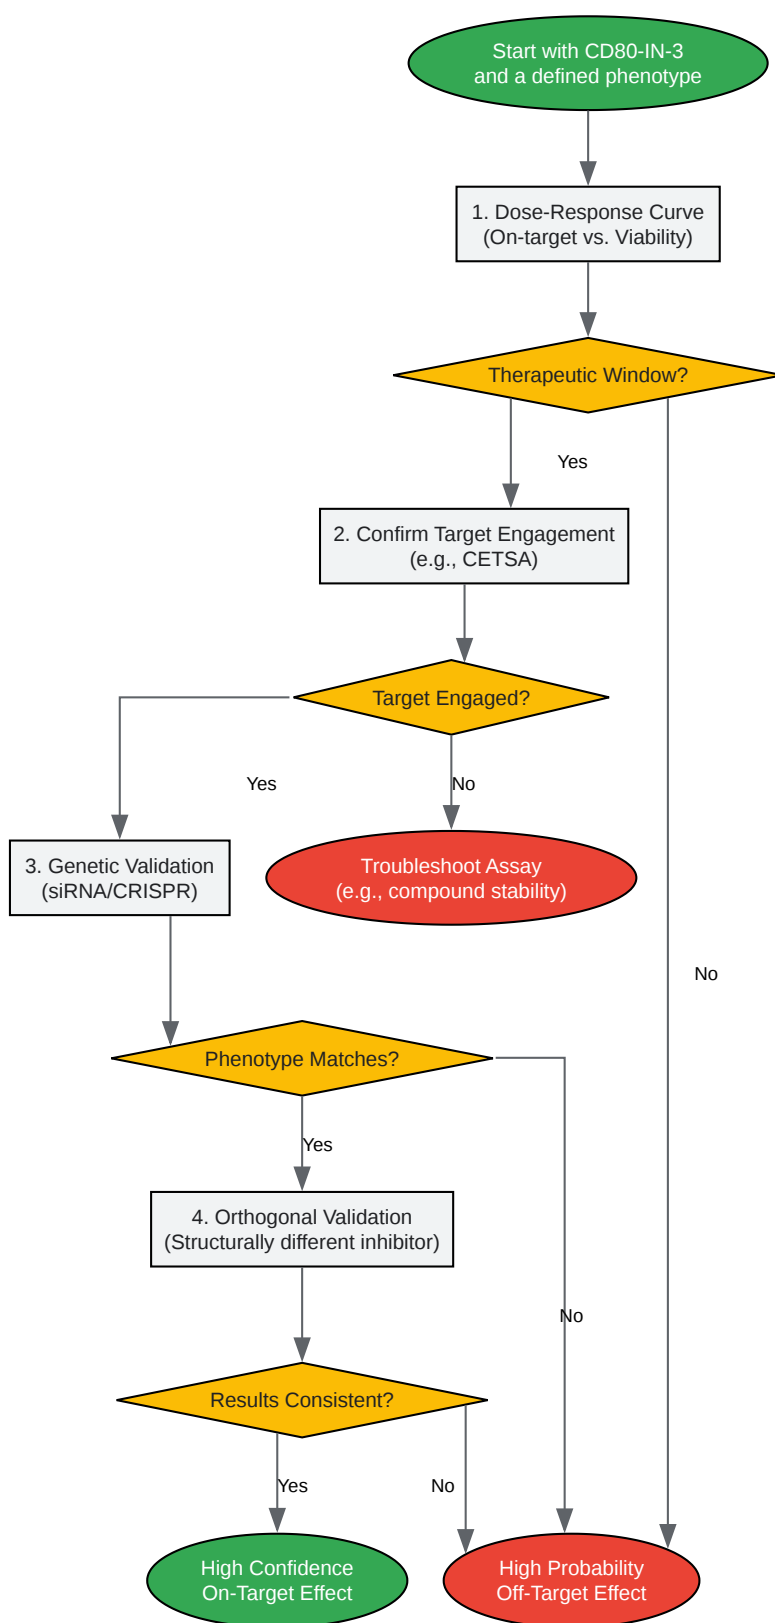 Start with CD80-IN-3
and a defined phenotype
1. Dose-Response Curve
(On-target vs. Viability)
Therapeutic Window?
Yes
2. Confirm Target Engagement
(e.g., CETSA)
Target Engaged?
Yes
No
3. Genetic Validation
(siRNA/CRISPR)
Troubleshoot Assay
(e.g., compound stability)
No
Phenotype Matches?
Yes
4. Orthogonal Validation
(Structurally different inhibitor)
No
Results Consistent?
Yes
No
High Confidence
On-Target Effect
High Probability
Off-Target Effect